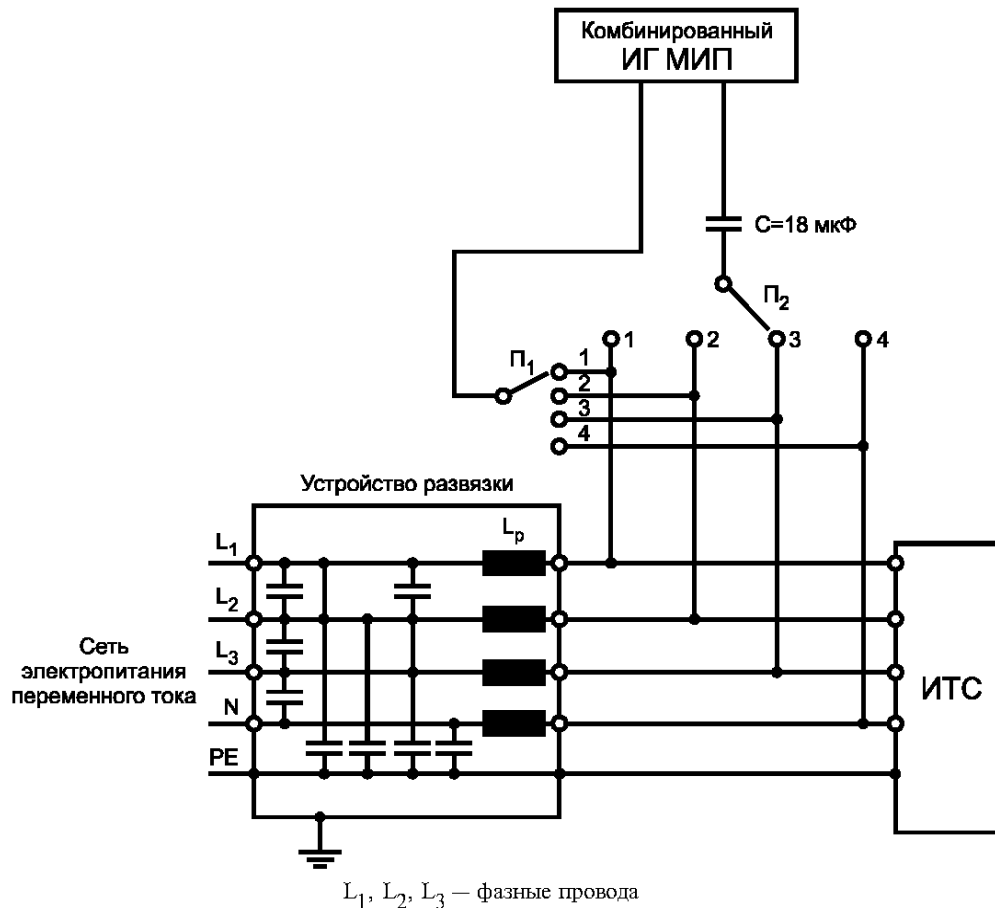 Комбинированный
ИГ МИП
С=18 мкФ
П2
1 2 3 4
П1
1
2
3
4
Устройство развязки
Lр
L1
L2
L3
N
PE
Сеть
электропитания
переменного тока
ИТС
L1, L2, L3 — фазные провода